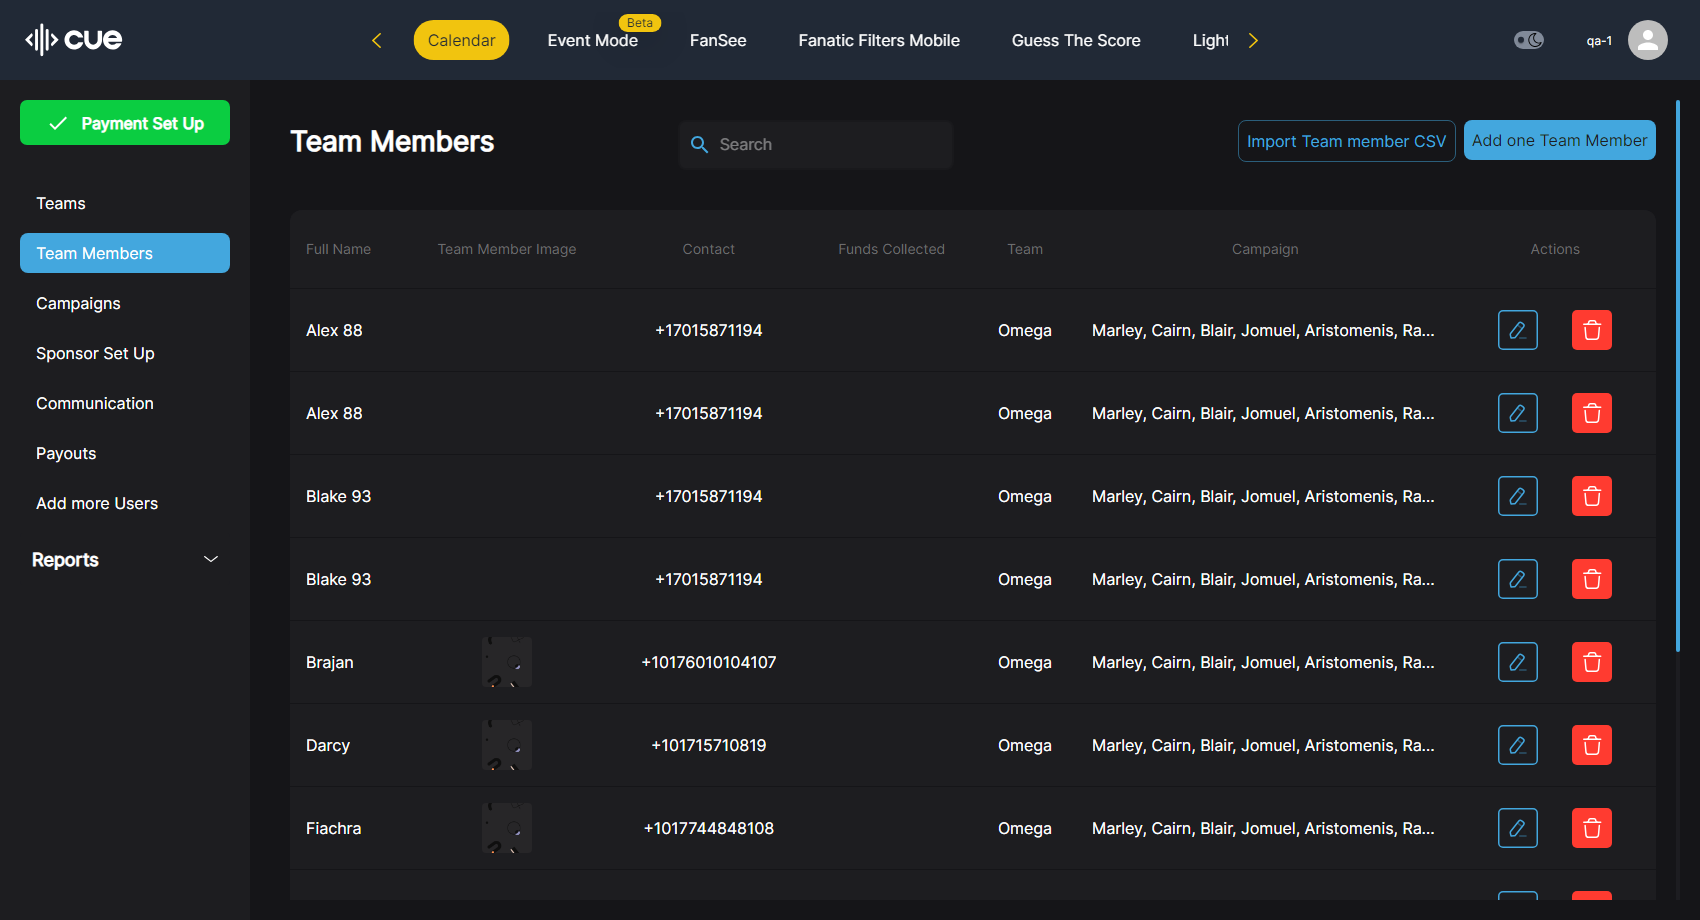 cue
Calendar
Event Mode
Beta
FanSee
Fanatic Filters Mobile
Guess The Score
Light
qa-1
Payment Set Up
Teams
Team Members
Campaigns
Sponsor Set Up
Communication
Payouts
Add more Users
Reports
Team Members
Search
Import Team member CSV
Add one Team Member
Full Name Team Member Image Contact Funds Collected Team Campaign Actions
Alex 88 +17015871194 Omega Marley, Cairn, Blair, Jomuel, Aristomenis, Ra...
Alex 88 +17015871194 Omega Marley, Cairn, Blair, Jomuel, Aristomenis, Ra...
Blake 93 +17015871194 Omega Marley, Cairn, Blair, Jomuel, Aristomenis, Ra...
Blake 93 +17015871194 Omega Marley, Cairn, Blair, Jomuel, Aristomenis, Ra...
Brajan +10176010104107 Omega Marley, Cairn, Blair, Jomuel, Aristomenis, Ra...
Darcy +101715710819 Omega Marley, Cairn, Blair, Jomuel, Aristomenis, Ra...
Fiachra +1017744848108 Omega Marley, Cairn, Blair, Jomuel, Aristomenis, Ra...